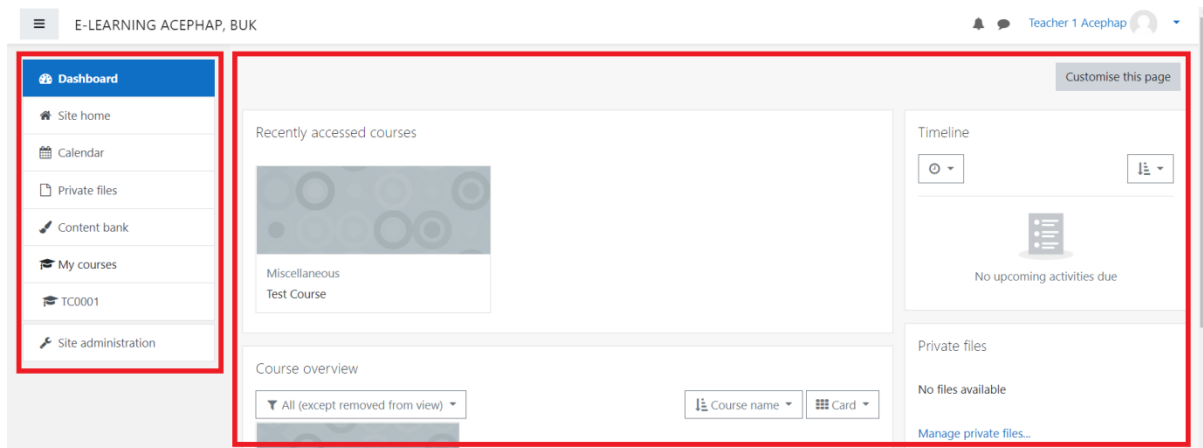 E-LEARNING ACEPHAP, BUK
Teacher 1 Acephap
Dashboard
Site home
Calendar
Private files
Content bank
My courses
TC0001
Site administration
Customise this page
Recently accessed courses
Miscellaneous
Test Course
Course overview
All (except removed from view)
Course name
Card
Timeline
No upcoming activities due
Private files
No files available
Manage private files...